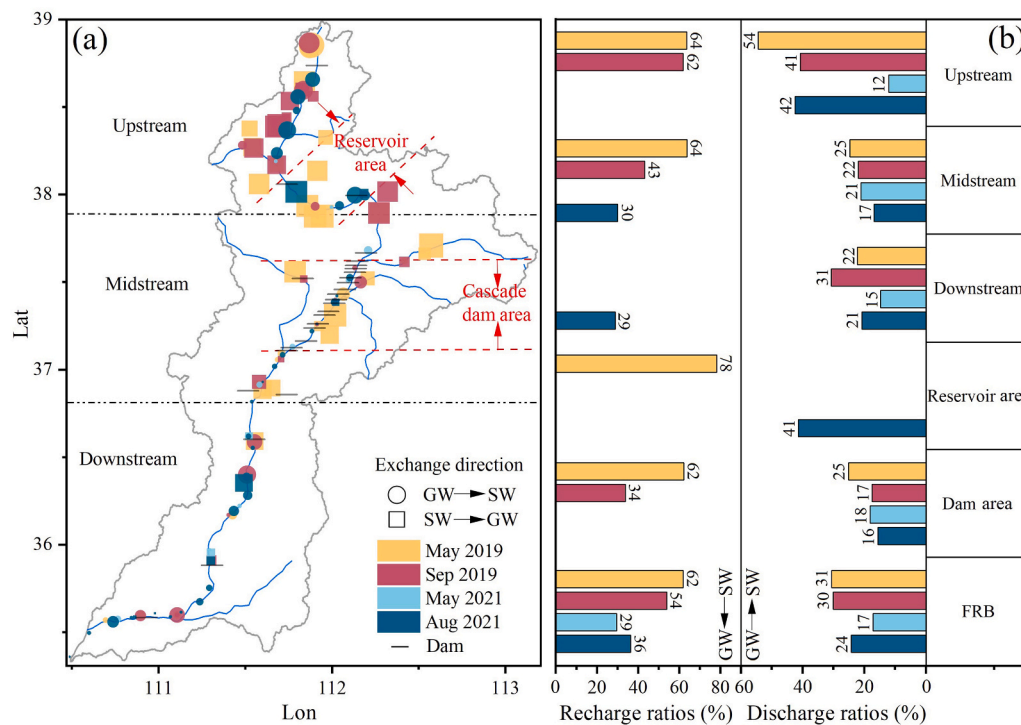 39
38
37
36
Lat
111
112
113
Lon
(a)
Upstream
Midstream
Downstream
Reservoir
area
Cascade
dam area
Exchange direction
GW → SW
SW → GW
May 2019
Sep 2019
May 2021
Aug 2021
Dam
(b)
64
62
64
43
30
29
78
62
34
62
54
29
36
SW → GW
GW → SW
54
41
12
42
25
22
21
17
22
31
15
21
41
25
17
18
16
31
30
17
24
Upstream
Midstream
Downstream
Reservoir area
Dam area
FRB
0 20 40 60 80
60 40 20 0
Recharge ratios (%)
Discharge ratios (%)